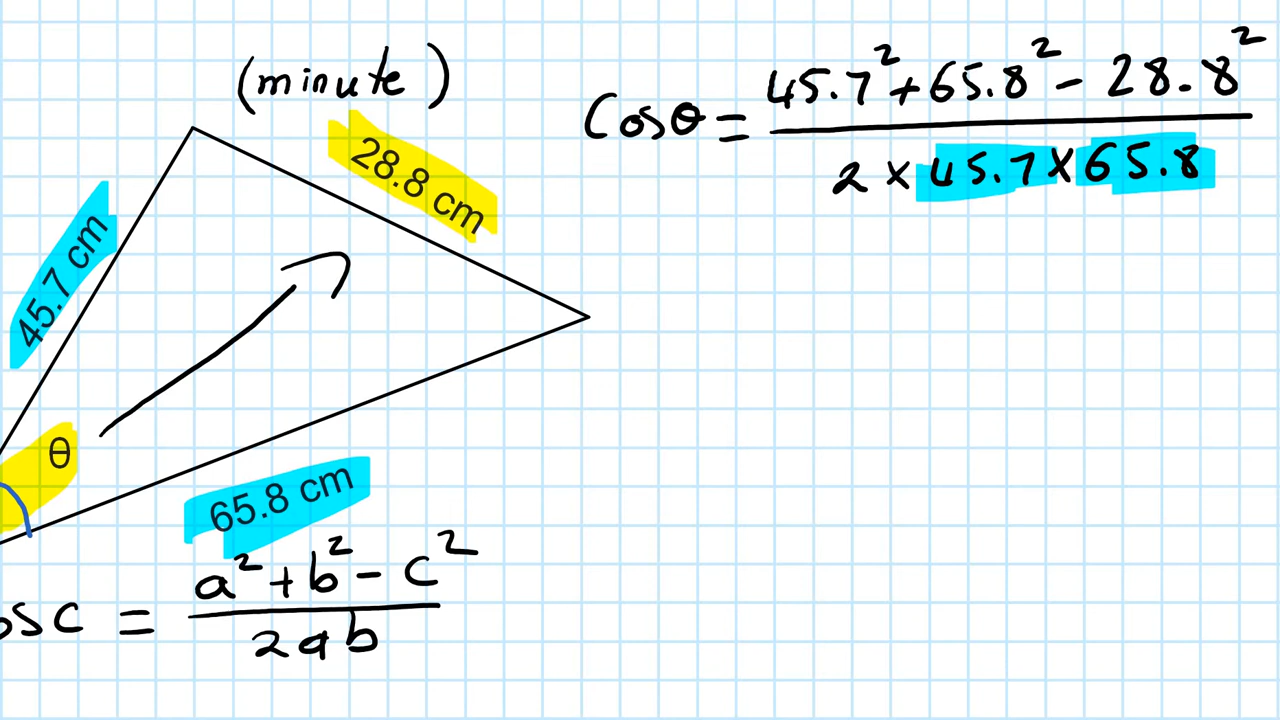 (minute)
28.8 cm
45.7 cm
θ
65.8 cm
osC = a² + b² - c² / 2ab
Cosθ = 45.7² + 65.8² - 28.8² / 2 × 45.7 × 65.8